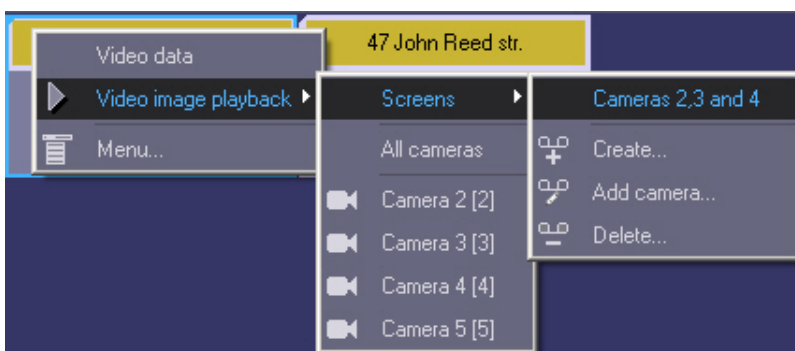 47 John Reed str.
Video data
Video image playback
Menu...
Screens
All cameras
Camera 2 [2]
Camera 3 [3]
Camera 4 [4]
Camera 5 [5]
Cameras 2,3 and 4
Create...
Add camera...
Delete...